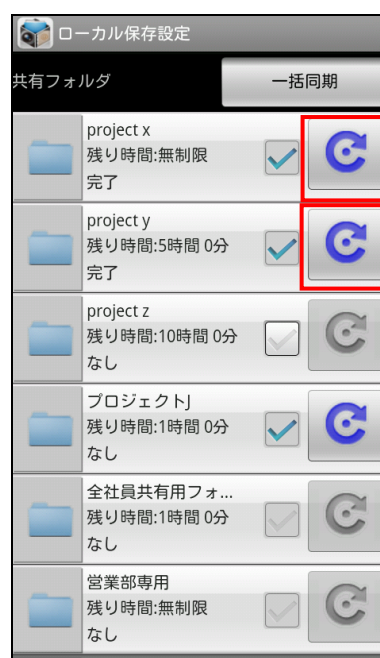 ローカル保存設定
共有フォルダ
一括同期
project x
残り時間:無制限
完了
project y
残り時間:5時間 0分
完了
project z
残り時間:10時間 0分
なし
プロジェクトJ
残り時間:1時間 0分
なし
全社員共有用フォ...
残り時間:1時間 0分
なし
営業部専用
残り時間:無制限
なし